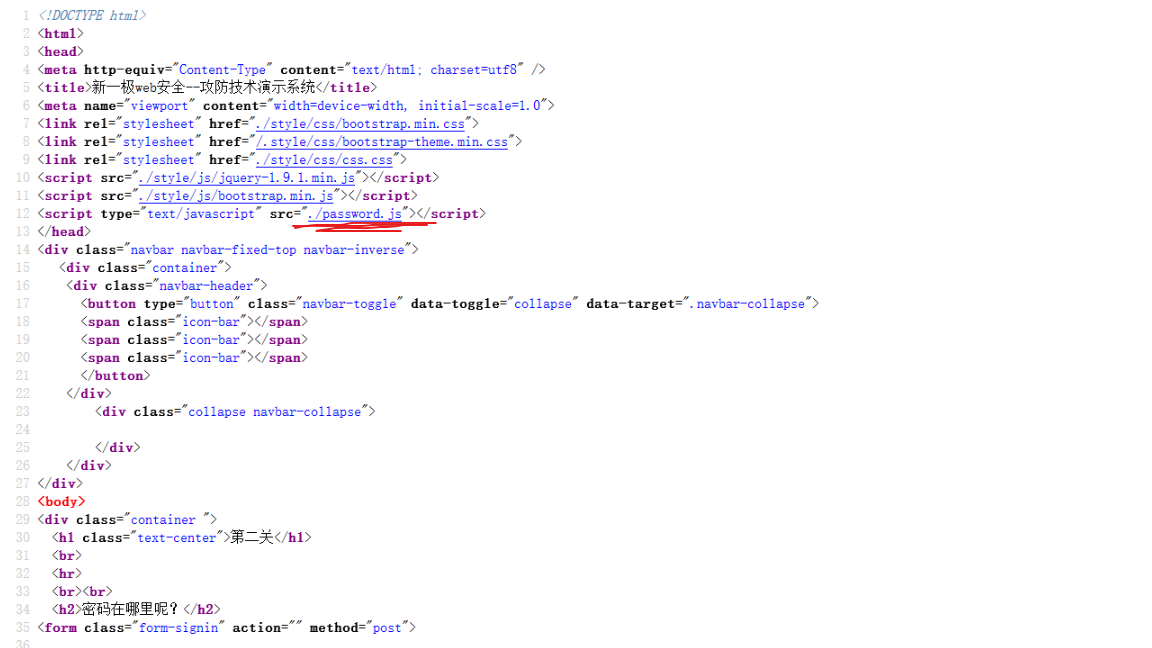 1 <!DOCTYPE html>
2 <html>
3 <head>
4 <meta http-equiv="Content-Type" content="text/html; charset=utf8" />
5 <title>新一极web安全--攻防技术演示系统</title>
6 <meta name="viewport" content="width=device-width, initial-scale=1.0">
7 <link rel="stylesheet" href="./style/css/bootstrap.min.css">
8 <link rel="stylesheet" href="/.style/css/bootstrap-theme.min.css">
9 <link rel="stylesheet" href="./style/css/css.css">
10 <script src="./style/js/jquery-1.9.1.min.js"></script>
11 <script src="./style/js/bootstrap.min.js"></script>
12 <script type="text/javascript" src="./password.js"></script>
13 </head>
14 <div class="navbar navbar-fixed-top navbar-inverse">
15 <div class="container">
16 <div class="navbar-header">
17 <button type="button" class="navbar-toggle" data-toggle="collapse" data-target=".navbar-collapse">
18 <span class="icon-bar"></span>
19 <span class="icon-bar"></span>
20 <span class="icon-bar"></span>
21 </button>
22 </div>
23 <div class="collapse navbar-collapse">
24
25 </div>
26 </div>
27 </div>
28 <body>
29 <div class="container ">
30 <h1 class="text-center">第二关</h1>
31 <br>
32 <hr>
33 <br><br>
34 <h2>密码在哪里呢？</h2>
35 <form class="form-signin" action="" method="post">
36